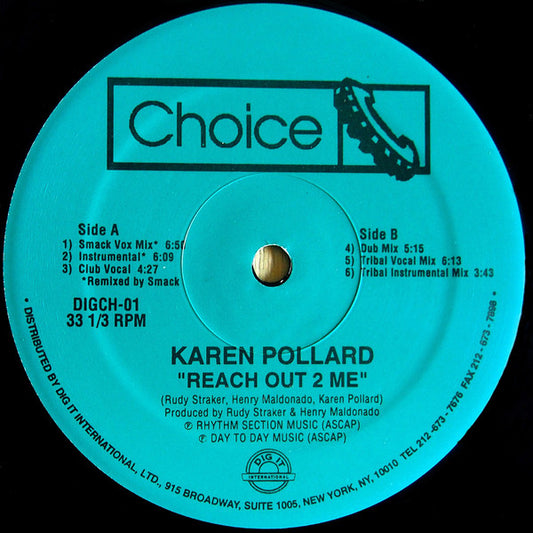 Choice
Side A
1) Smack Vox Mix* 6:50
2) Instrumental* 6:09
3) Club Vocal 4:27
*Remixed by Smack
DIGCH-01
33 1/3 RPM
Side B
4) Dub Mix 5:15
5) Tribal Vocal Mix 6:13
6) Tribal Instrumental Mix 3:43
KAREN POLLARD
"REACH OUT 2 ME"
(Rudy Straker, Henry Maldonado, Karen Pollard)
Produced by Rudy Straker & Henry Maldonado
℗ RHYTHM SECTION MUSIC (ASCAP)
℗ DAY TO DAY MUSIC (ASCAP)
DIG IT
INTERNATIONAL
• DISTRIBUTED BY DIG IT INTERNATIONAL, LTD., 915 BROADWAY, SUITE 1005, NEW YORK, NY, 10010 TEL 212-673-7676 FAX 212-673-7898 •